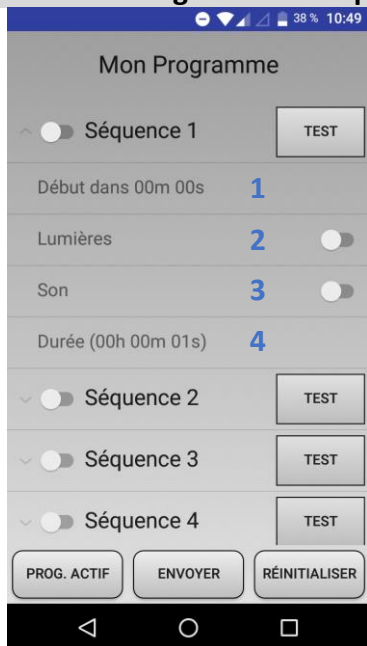 38 % 10:49
Mon Programme
Séquence 1 TEST
Début dans 00m 00s 1
Lumières 2
Son 3
Durée (00h 00m 01s) 4
Séquence 2 TEST
Séquence 3 TEST
Séquence 4 TEST
PROG. ACTIF ENVOYER RÉINITIALISER